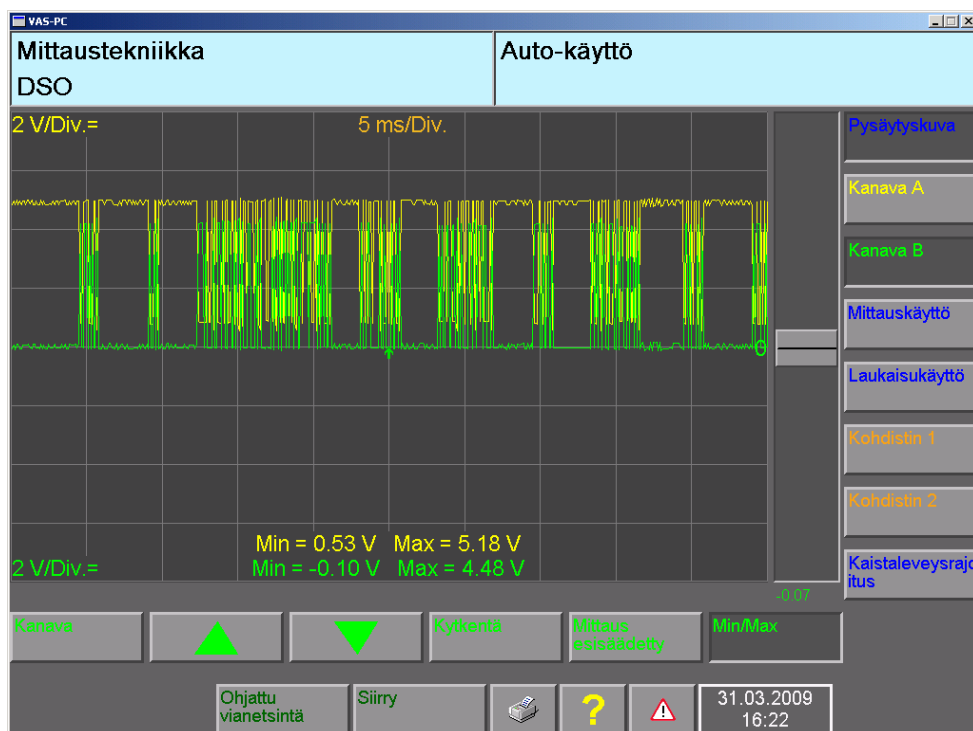 VAS-PC
Mittaustekniikka
DSO
Auto-käyttö
2 V/Div.=
5 ms/Div.
0
Min = 0.53 V Max = 5.18 V
2 V/Div.=
Min = -0.10 V Max = 4.48 V
-0.07
Pysäytyskuva
Kanava A
Kanava B
Mittauskäyttö
Laukaisukäyttö
Kohdistin 1
Kohdistin 2
Kaistaleveysrajo
itus
Kanava
Kytkentä
Mittaus
esisäädetty
Min/Max
Ohjattu
vianetsintä
Siirry
?
31.03.2009
16:22